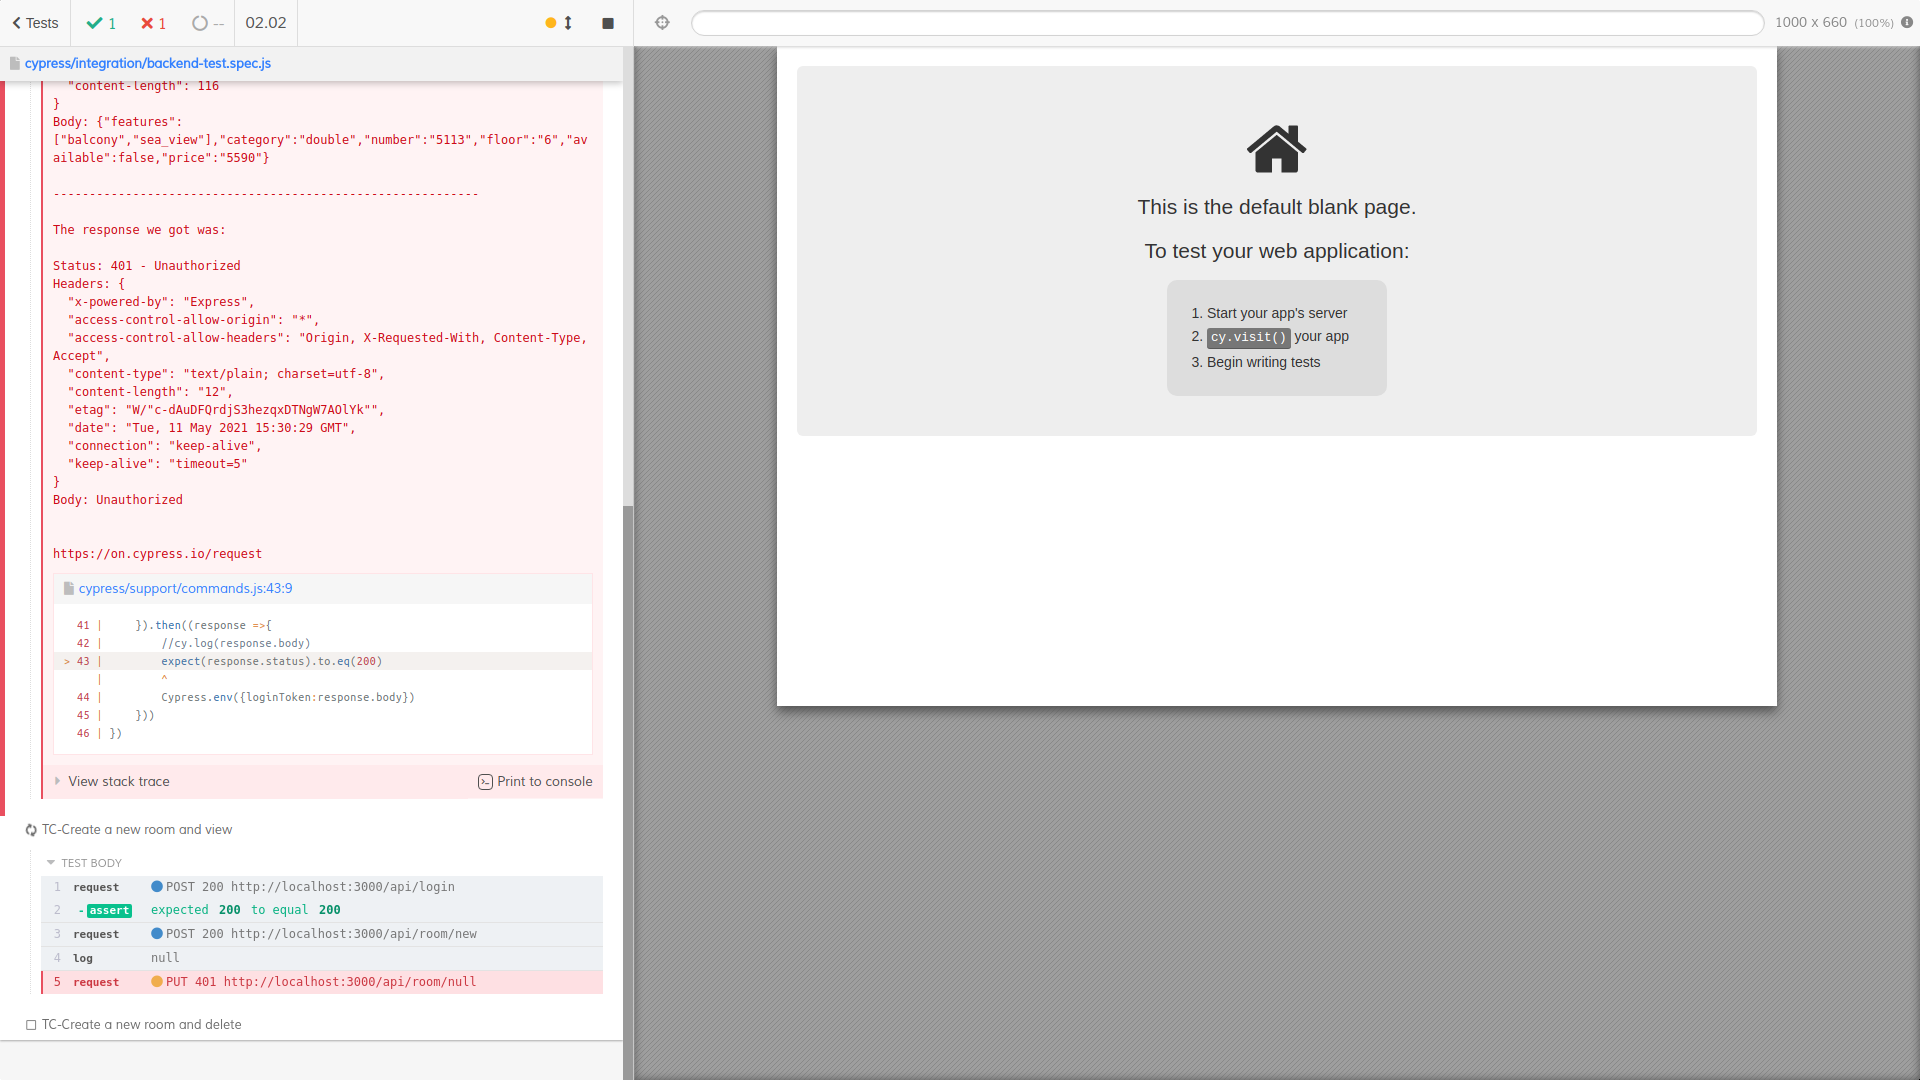 Tests
1
1
--
02.02
1000 x 660 (100%)
cypress/integration/backend-test.spec.js
"content-length": 116
}
Body: {"features":
["balcony","sea_view"],"category":"double","number":"5113","floor":"6","av
ailable":false,"price":"5590"}
-----------------------------------------------------------
The response we got was:
Status: 401 - Unauthorized
Headers: {
"x-powered-by": "Express",
"access-control-allow-origin": "*",
"access-control-allow-headers": "Origin, X-Requested-With, Content-Type,
Accept",
"content-type": "text/plain; charset=utf-8",
"content-length": "12",
"etag": "W/"c-dAuDFQrdjS3hezqxDTNgW7AOlYk"",
"date": "Tue, 11 May 2021 15:30:29 GMT",
"connection": "keep-alive",
"keep-alive": "timeout=5"
}
Body: Unauthorized
https://on.cypress.io/request
cypress/support/commands.js:43:9
41 | }).then((response =>{
42 | //cy.log(response.body)
> 43 | expect(response.status).to.eq(200)
| ^
44 | Cypress.env({loginToken:response.body})
45 | }))
46 | })
View stack trace
Print to console
TC-Create a new room and view
TEST BODY
1 request POST 200 http://localhost:3000/api/login
2 -assert expected 200 to equal 200
3 request POST 200 http://localhost:3000/api/room/new
4 log null
5 request PUT 401 http://localhost:3000/api/room/null
TC-Create a new room and delete
This is the default blank page.
To test your web application:
1. Start your app's server
2. cy.visit() your app
3. Begin writing tests